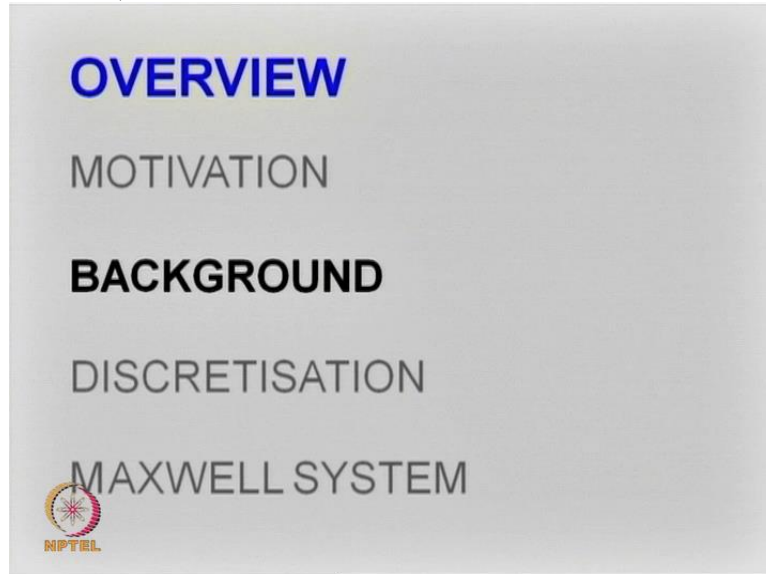 OVERVIEW
MOTIVATION
BACKGROUND
DISCRETISATION
MAXWELL SYSTEM
NPTEL